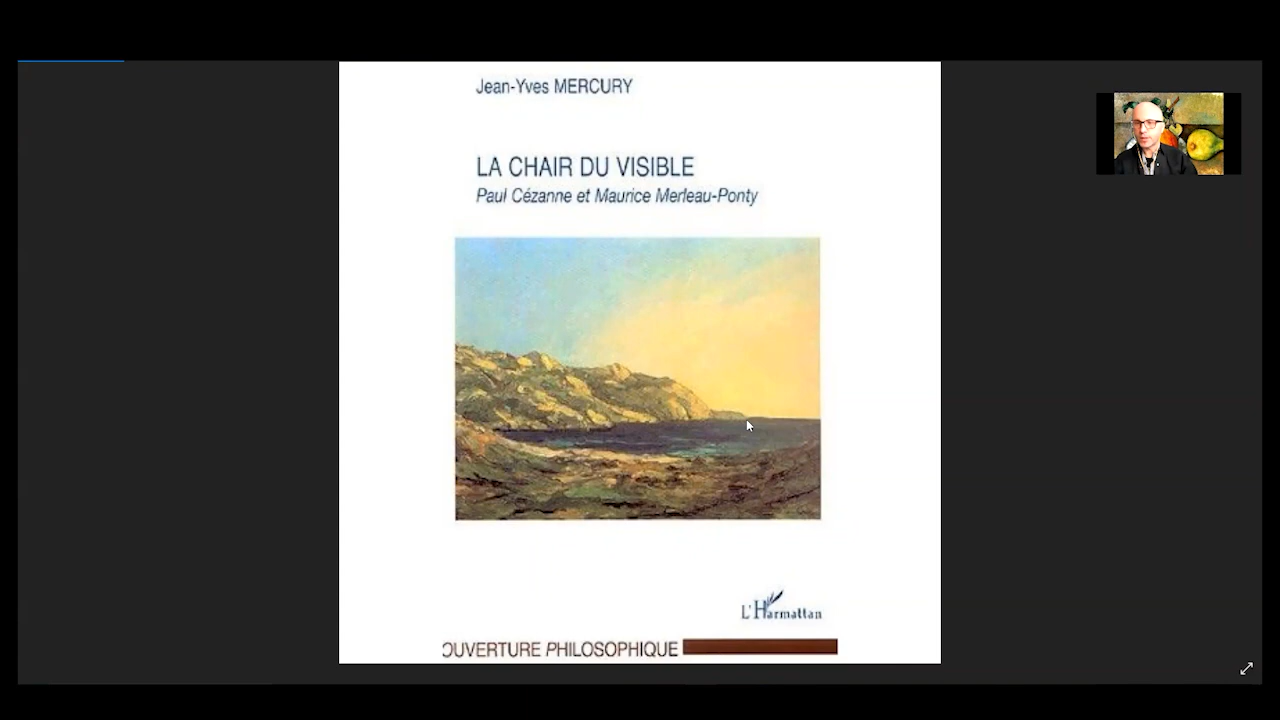 Jean-Yves MERCURY
LA CHAIR DU VISIBLE
Paul Cézanne et Maurice Merleau-Ponty
L'Harmattan
OUVERTURE PHILOSOPHIQUE